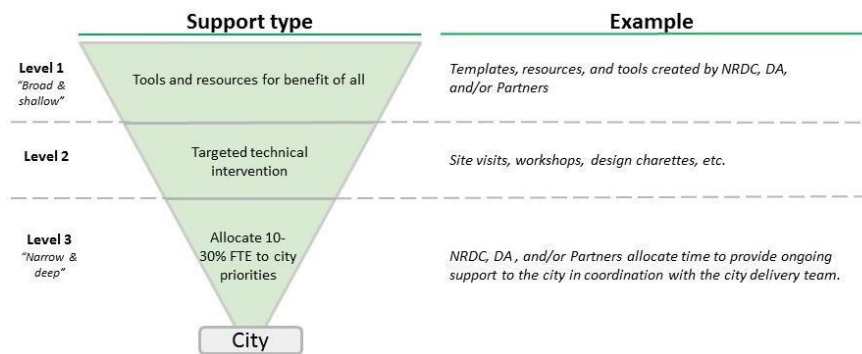 Support type
Example
Level 1
"Broad &
shallow"
Tools and resources for benefit of all
Templates, resources, and tools created by NRDC, DA,
and/or Partners
Level 2
Targeted technical
intervention
Site visits, workshops, design charettes, etc.
Level 3
"Narrow &
deep"
Allocate 10-
30% FTE to city
priorities
NRDC, DA , and/or Partners allocate time to provide ongoing
support to the city in coordination with the city delivery team.
City